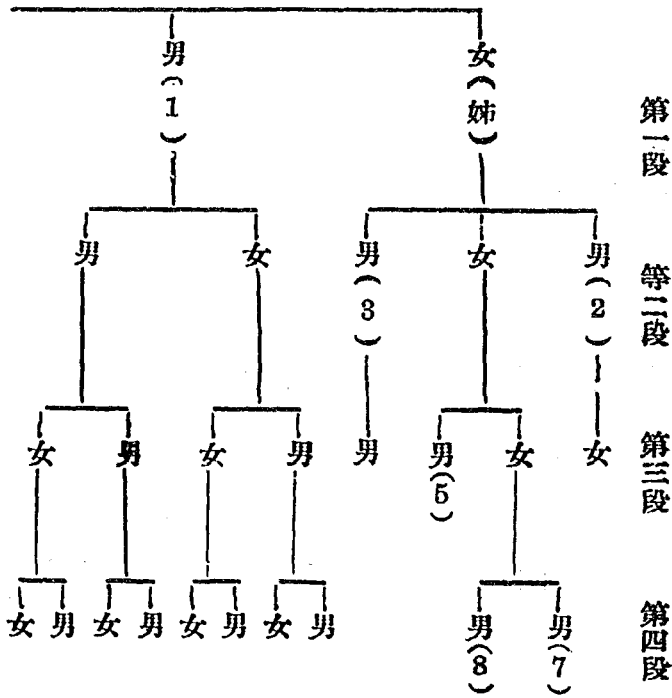 第一段
女(姉)
男(1)
等二段
男(2)
女
男(3)
女
男
第三段
女
女
男(5)
男
男
女
男
女
第四段
男(7)
男(8)
男
女
男
女
男
女
男
女